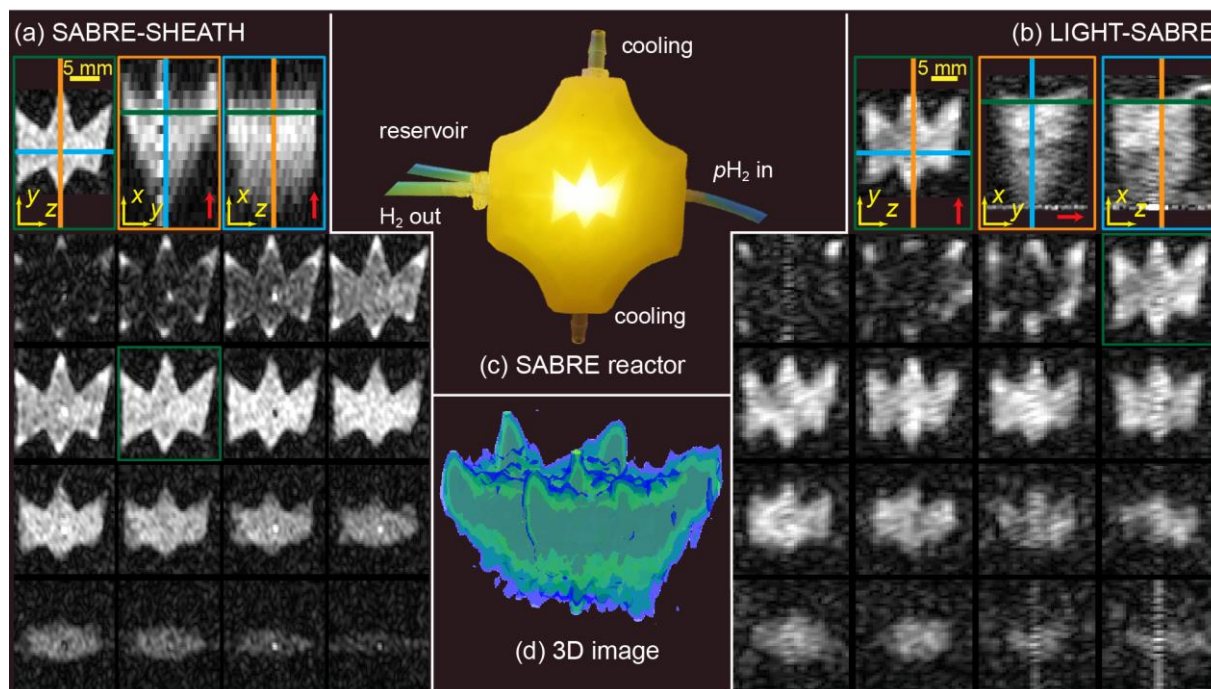 (a) SABRE-SHEATH
(b) LIGHT-SABRE
5 mm
y
z
x
y
x
z
cooling
reservoir
pH₂ in
H₂ out
cooling
(c) SABRE reactor
5 mm
y
z
x
y
x
z
(d) 3D image